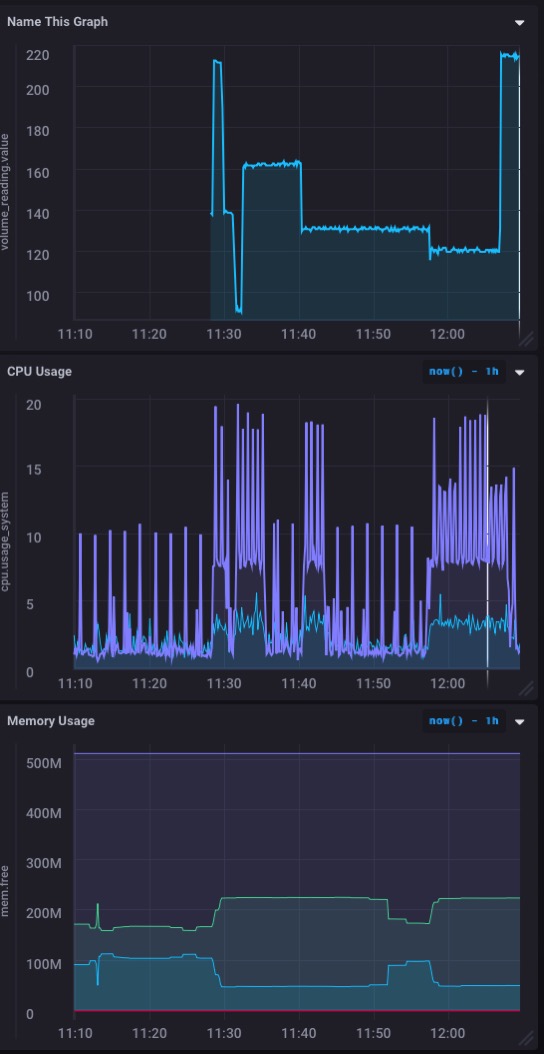 Name This Graph
220
200
180
160
140
120
100
volume_reading.value
11:10 11:20 11:30 11:40 11:50 12:00
CPU Usage now() - 1h
20
15
10
5
0
cpu.usage_system
11:10 11:20 11:30 11:40 11:50 12:00
Memory Usage now() - 1h
500M
400M
300M
200M
100M
0
mem.free
11:10 11:20 11:30 11:40 11:50 12:00